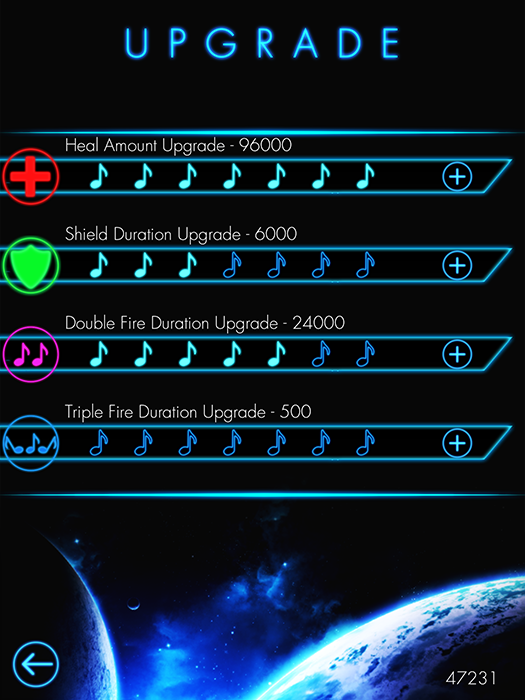 UPGRADE
Heal Amount Upgrade - 96000
Shield Duration Upgrade - 6000
Double Fire Duration Upgrade - 24000
Triple Fire Duration Upgrade - 500
47231